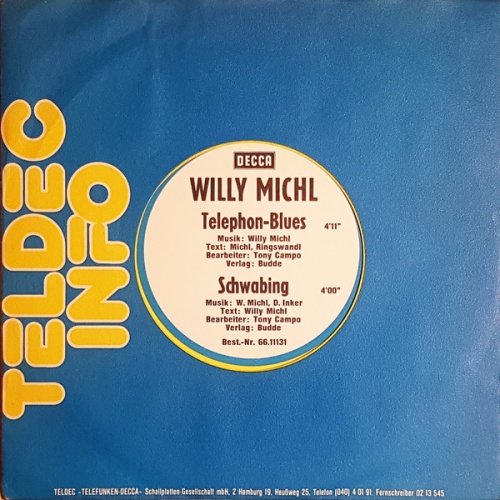 TELDEC
INFO
DECCA
WILLY MICHL
Telephon-Blues 4'11"
Musik: Willy Michl
Text: Michl, Ringswandl
Bearbeiter: Tony Campo
Verlag: Budde
Schwabing 4'00"
Musik: W. Michl, D. Inker
Text: Willy Michl
Bearbeiter: Tony Campo
Verlag: Budde
Best.-Nr. 66.11131
TELDEC »TELEFUNKEN-DECCA« Schallplatten-Gesellschaft mbH, 2 Hamburg 19, Heußweg 25, Telefon (040) 4 01 91, Fernschreiber 02 13 545